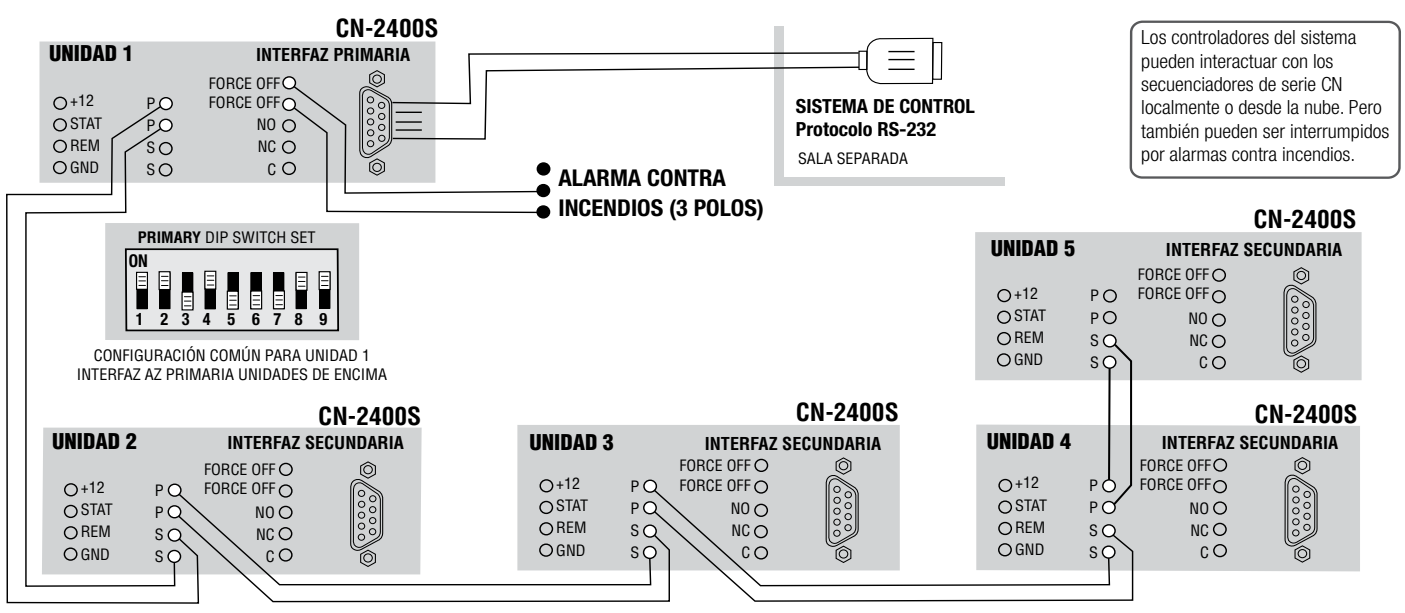 CN-2400S
UNIDAD 1
INTERFAZ PRIMARIA
FORCE OFF
FORCE OFF
NO
NC
C
+12
STAT
REM
GND
P
P
S
S
SISTEMA DE CONTROL
Protocolo RS-232
SALA SEPARADA
Los controladores del sistema
pueden interactuar con los
secuenciadores de serie CN
localmente o desde la nube. Pero
también pueden ser interrumpidos
por alarmas contra incendios.
ALARMA CONTRA
INCENDIOS (3 POLOS)
PRIMARY DIP SWITCH SET
ON
1 2 3 4 5 6 7 8 9
CONFIGURACIÓN COMÚN PARA UNIDAD 1
INTERFAZ AZ PRIMARIA UNIDADES DE ENCIMA
CN-2400S
UNIDAD 5
INTERFAZ SECUNDARIA
FORCE OFF
FORCE OFF
NO
NC
C
+12
STAT
REM
GND
P
P
S
S
CN-2400S
UNIDAD 2
INTERFAZ SECUNDARIA
FORCE OFF
FORCE OFF
NO
NC
C
+12
STAT
REM
GND
P
P
S
S
CN-2400S
UNIDAD 3
INTERFAZ SECUNDARIA
FORCE OFF
FORCE OFF
NO
NC
C
+12
STAT
REM
GND
P
P
S
S
CN-2400S
UNIDAD 4
INTERFAZ SECUNDARIA
FORCE OFF
FORCE OFF
NO
NC
C
+12
STAT
REM
GND
P
P
S
S